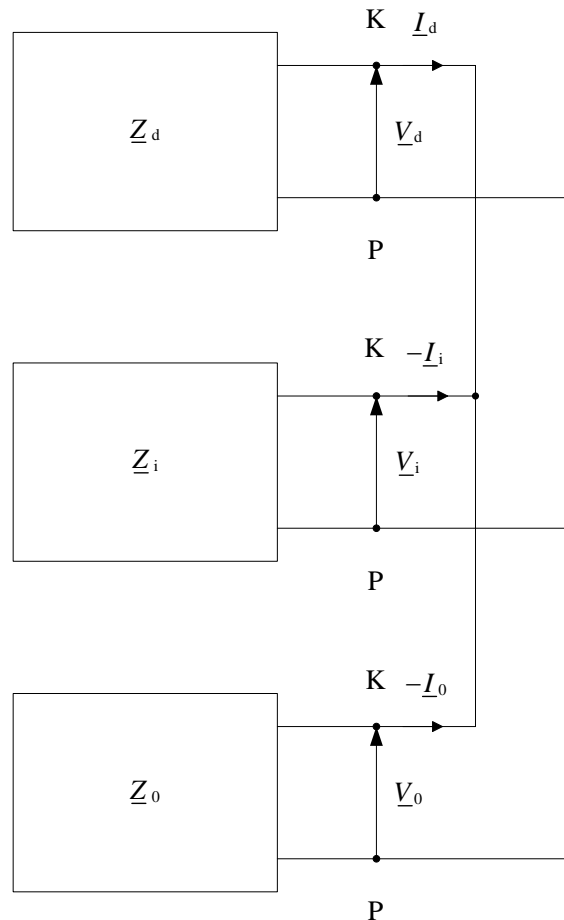 K I_d
Z_d
V_d
P
K –I_i
Z_i
V_i
P
K –I_0
Z_0
V_0
P